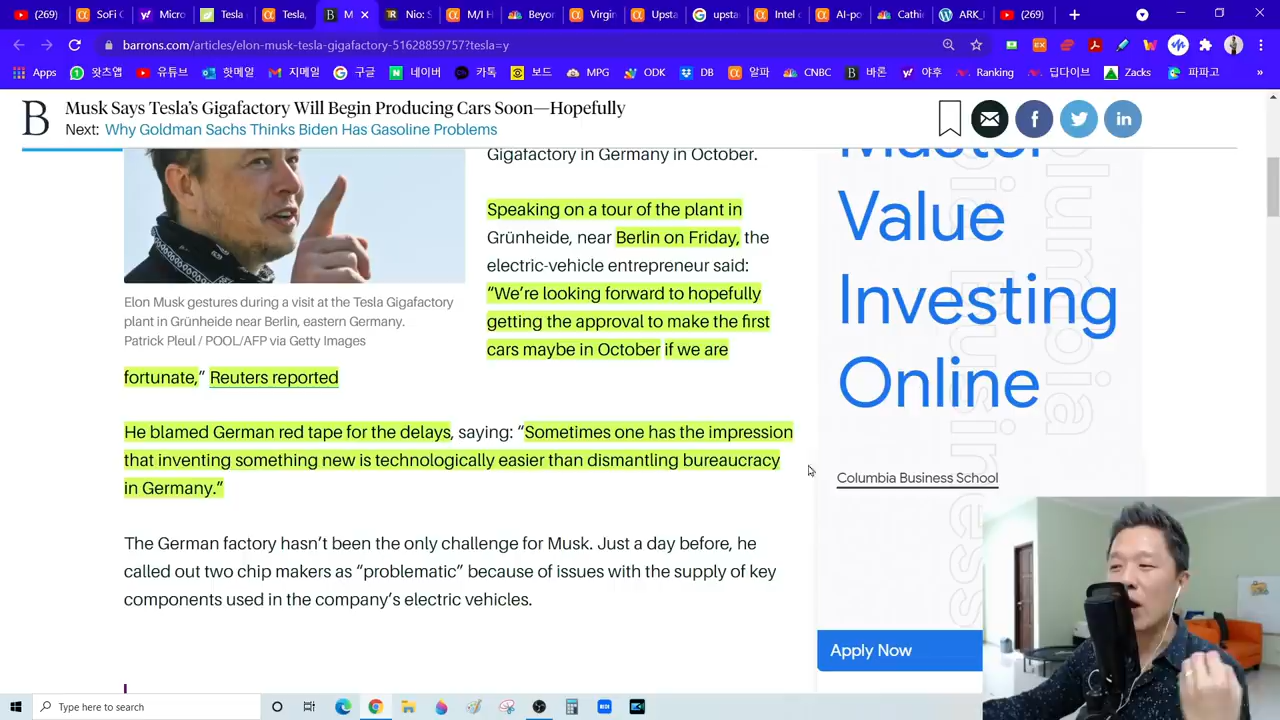 (269)
SoFi
Micro
Tesla
Tesla,
M
Nio: S
M/I H
Beyor
Virgin
Upsta
upsta
Intel c
AI-po
Cathi
ARK_I
(269)
barrons.com/articles/elon-musk-tesla-gigafactory-51628859757?tesla=y
Apps
왓츠앱
유튜브
핫메일
지메일
구글
네이버
카톡
보드
MPG
ODK
DB
알파
CNBC
바론
야후
Ranking
딥다이브
Zacks
파파고
»
B
Musk Says Tesla's Gigafactory Will Begin Producing Cars Soon—Hopefully
Next: Why Goldman Sachs Thinks Biden Has Gasoline Problems
Gigafactory in Germany in October.
Speaking on a tour of the plant in
Grünheide, near Berlin on Friday, the
electric-vehicle entrepreneur said:
“We’re looking forward to hopefully
getting the approval to make the first
cars maybe in October if we are
fortunate,” Reuters reported
Elon Musk gestures during a visit at the Tesla Gigafactory
plant in Grünheide near Berlin, eastern Germany.
Patrick Pleul / POOL/AFP via Getty Images
He blamed German red tape for the delays, saying: “Sometimes one has the impression
that inventing something new is technologically easier than dismantling bureaucracy
in Germany.”
The German factory hasn’t been the only challenge for Musk. Just a day before, he
called out two chip makers as “problematic” because of issues with the supply of key
components used in the company’s electric vehicles.
Master
Value
Investing
Online
Columbia Business School
Apply Now
Type here to search